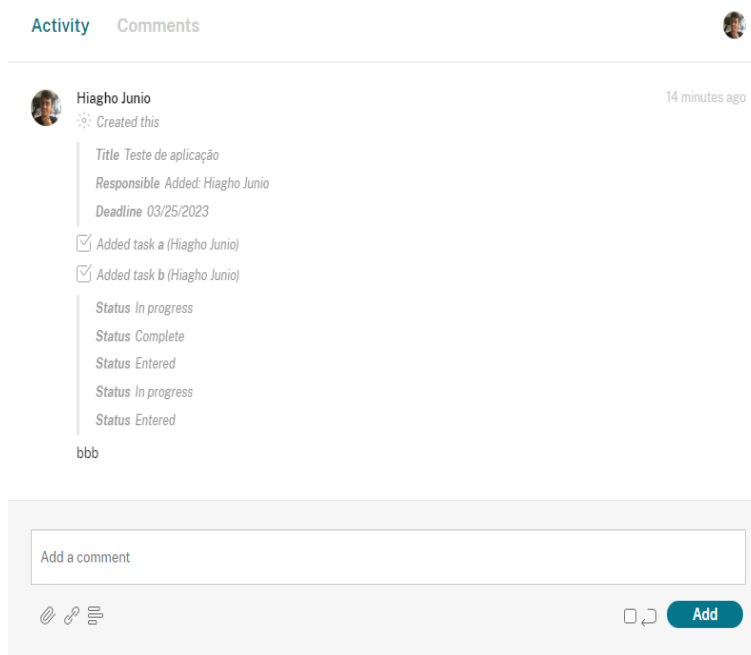 Activity Comments
Hiagho Junio 14 minutes ago
Created this
Title Teste de aplicação
Responsible Added: Hiagho Junio
Deadline 03/25/2023
Added task a (Hiagho Junio)
Added task b (Hiagho Junio)
Status In progress
Status Complete
Status Entered
Status In progress
Status Entered
bbb
Add a comment
Add